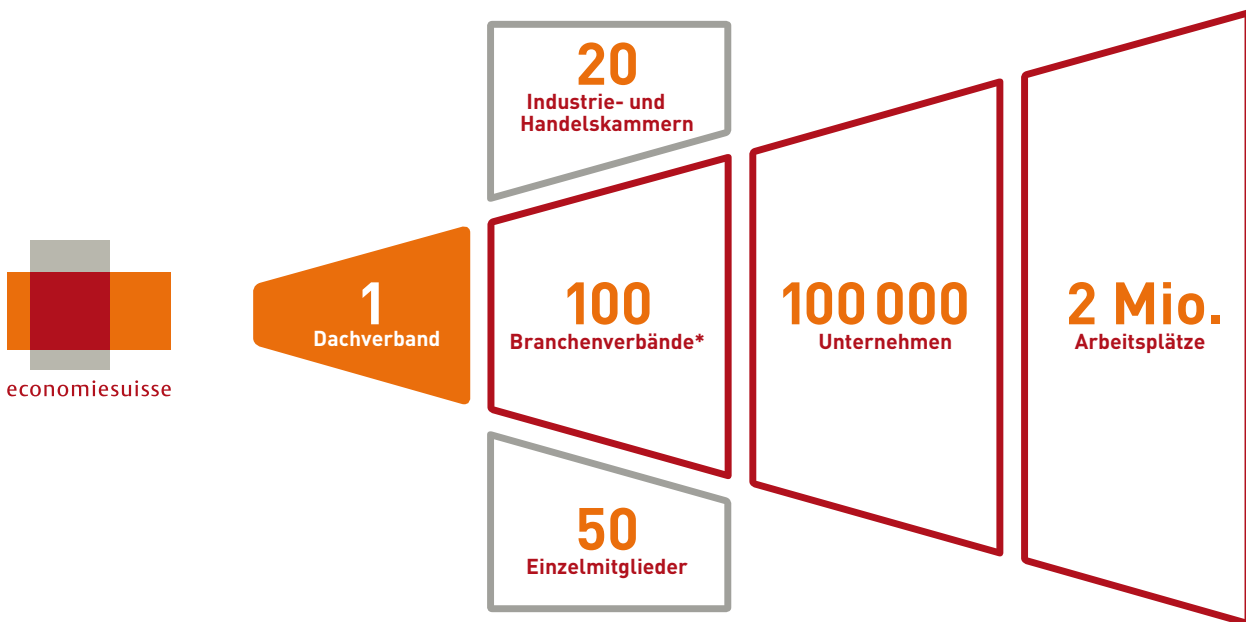 economiesuisse
1
Dachverband
20
Industrie- und
Handelskammern
100
Branchenverbände*
50
Einzelmitglieder
100 000
Unternehmen
2 Mio.
Arbeitsplätze